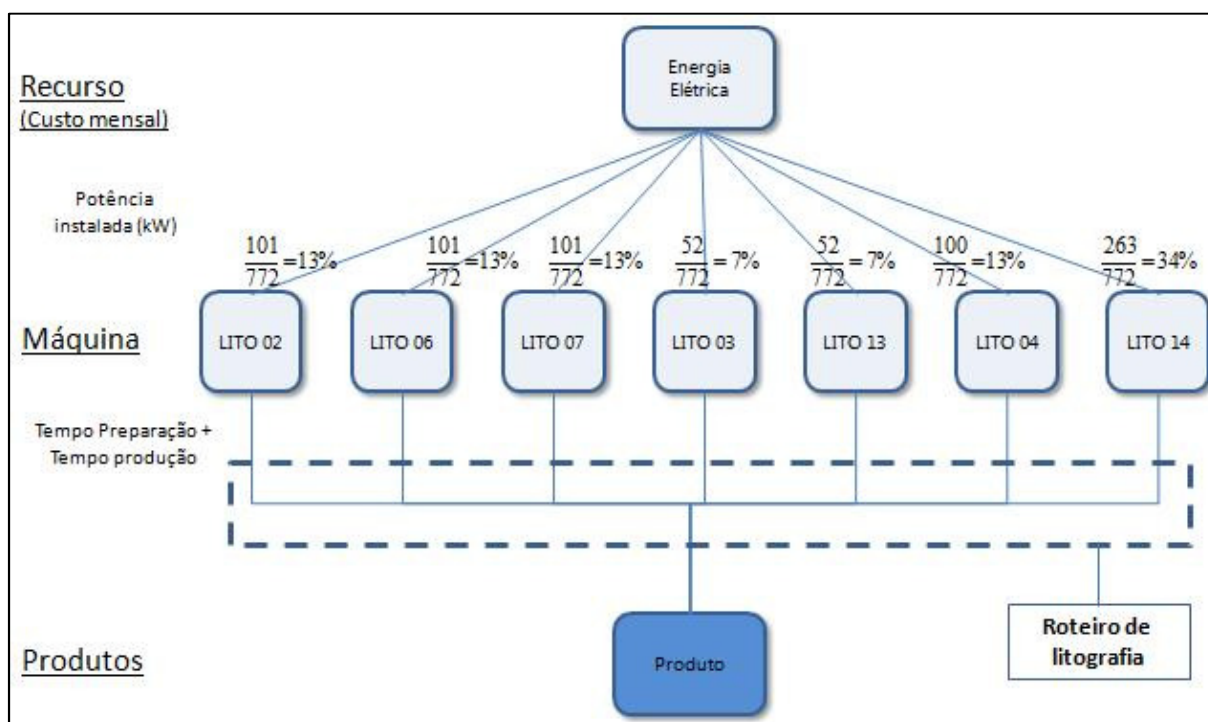 Energia
Elétrica
Recurso
(Custo mensal)
Potência
instalada (kW)
101/772=13%
101/772=13%
101/772=13%
52/772= 7%
52/772= 7%
100/772=13%
263/772=34%
Máquina
LITO 02
LITO 06
LITO 07
LITO 03
LITO 13
LITO 04
LITO 14
Tempo Preparação +
Tempo produção
Roteiro de
litografia
Produtos
Produto